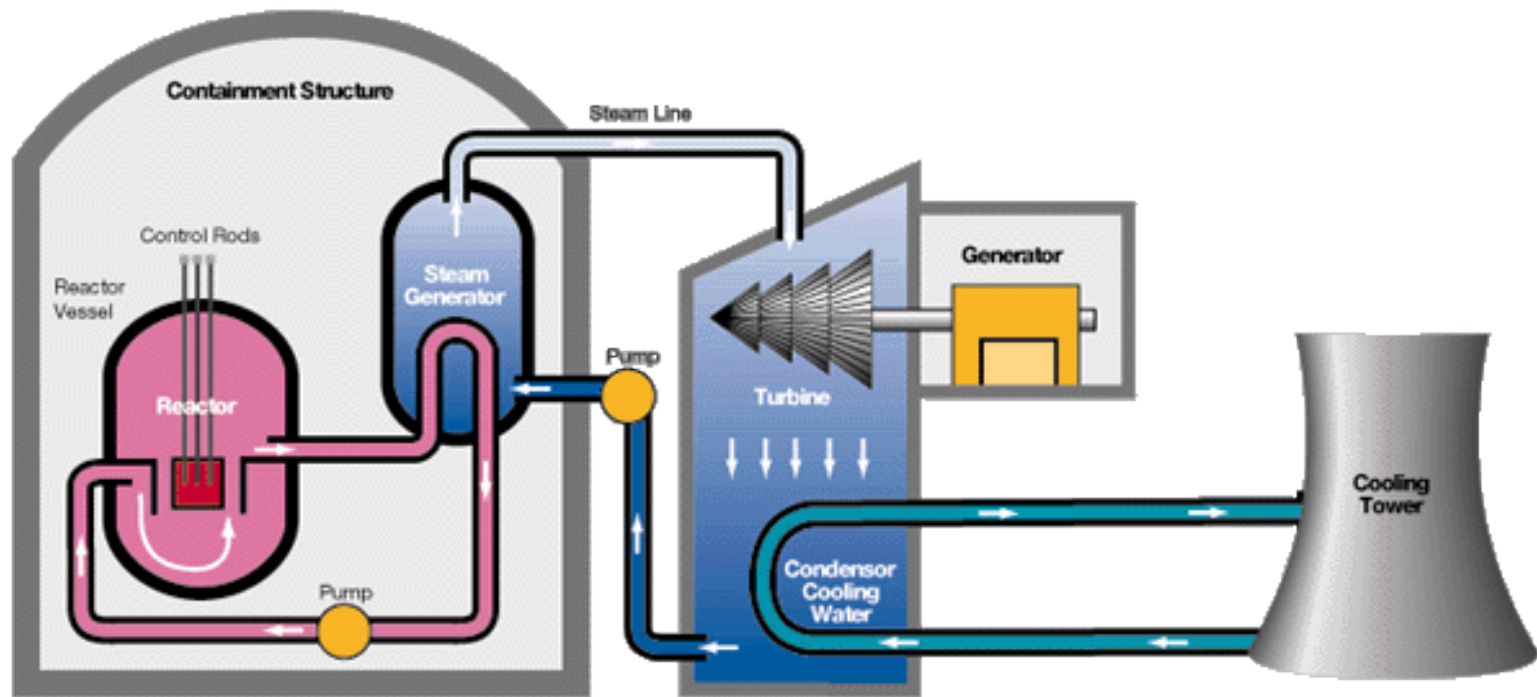 Containment Structure
Steam Line
Control Rods
Reactor
Vessel
Steam
Generator
Generator
Reactor
Pump
Turbine
Pump
Condensor
Cooling
Water
Cooling
Tower